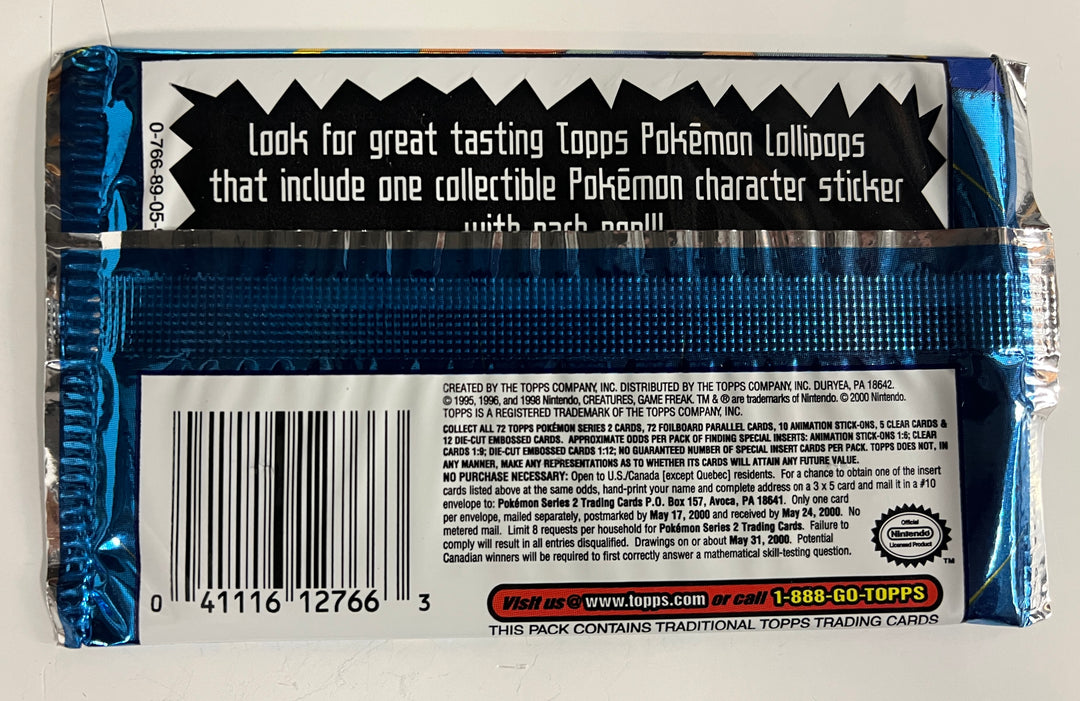 Look for great tasting Topps Pokémon Lollipops
that include one collectible Pokémon character sticker
with each pop!!!
0-766-89-05-
CREATED BY THE TOPPS COMPANY, INC. DISTRIBUTED BY THE TOPPS COMPANY, INC. DURYEA, PA 18642.
© 1995, 1996, and 1998 Nintendo, CREATURES, GAME FREAK. TM & ® are trademarks of Nintendo. © 2000 Nintendo.
TOPPS IS A REGISTERED TRADEMARK OF THE TOPPS COMPANY, INC.
COLLECT ALL 72 TOPPS POKÉMON SERIES 2 CARDS, 72 FOILBOARD PARALLEL CARDS, 10 ANIMATION STICK-ONS, 5 CLEAR CARDS &
12 DIE-CUT EMBOSSED CARDS. APPROXIMATE ODDS PER PACK OF FINDING SPECIAL INSERTS: ANIMATION STICK-ONS 1:6; CLEAR
CARDS 1:9; DIE-CUT EMBOSSED CARDS 1:12; NO GUARANTEED NUMBER OF SPECIAL INSERT CARDS PER PACK. TOPPS DOES NOT, IN
ANY MANNER, MAKE ANY REPRESENTATIONS AS TO WHETHER ITS CARDS WILL ATTAIN ANY FUTURE VALUE.
NO PURCHASE NECESSARY: Open to U.S./Canada [except Quebec] residents. For a chance to obtain one of the insert
cards listed above at the same odds, hand-print your name and complete address on a 3 x 5 card and mail it in a #10
envelope to: Pokémon Series 2 Trading Cards P.O. Box 157, Avoca, PA 18641. Only one card
per envelope, mailed separately, postmarked by May 17, 2000 and received by May 24, 2000. No
metered mail. Limit 8 requests per household for Pokémon Series 2 Trading Cards. Failure to
comply will result in all entries disqualified. Drawings on or about May 31, 2000. Potential
Canadian winners will be required to first correctly answer a mathematical skill-testing question.
Official
Nintendo
Licensed Product
TM
0 41116 12766 3
Visit us @ www.topps.com or call 1-888-GO-TOPPS
THIS PACK CONTAINS TRADITIONAL TOPPS TRADING CARDS